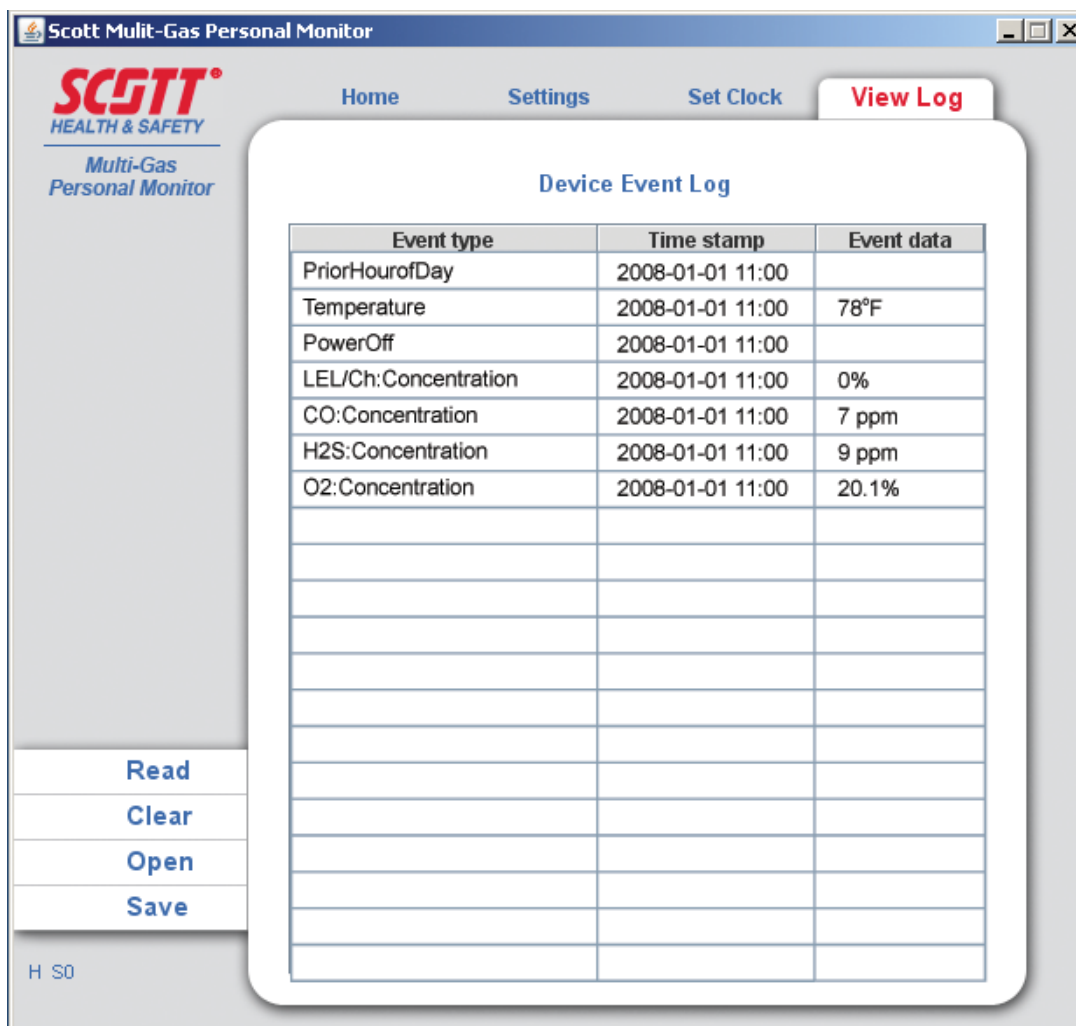 Scott Mulit-Gas Personal Monitor
SCOTT®
HEALTH & SAFETY
Multi-Gas
Personal Monitor
Home Settings Set Clock View Log
Device Event Log
Event type Time stamp Event data
PriorHourofDay 2008-01-01 11:00
Temperature 2008-01-01 11:00 78°F
PowerOff 2008-01-01 11:00
LEL/Ch:Concentration 2008-01-01 11:00 0%
CO:Concentration 2008-01-01 11:00 7 ppm
H2S:Concentration 2008-01-01 11:00 9 ppm
O2:Concentration 2008-01-01 11:00 20.1%
Read
Clear
Open
Save
H S0